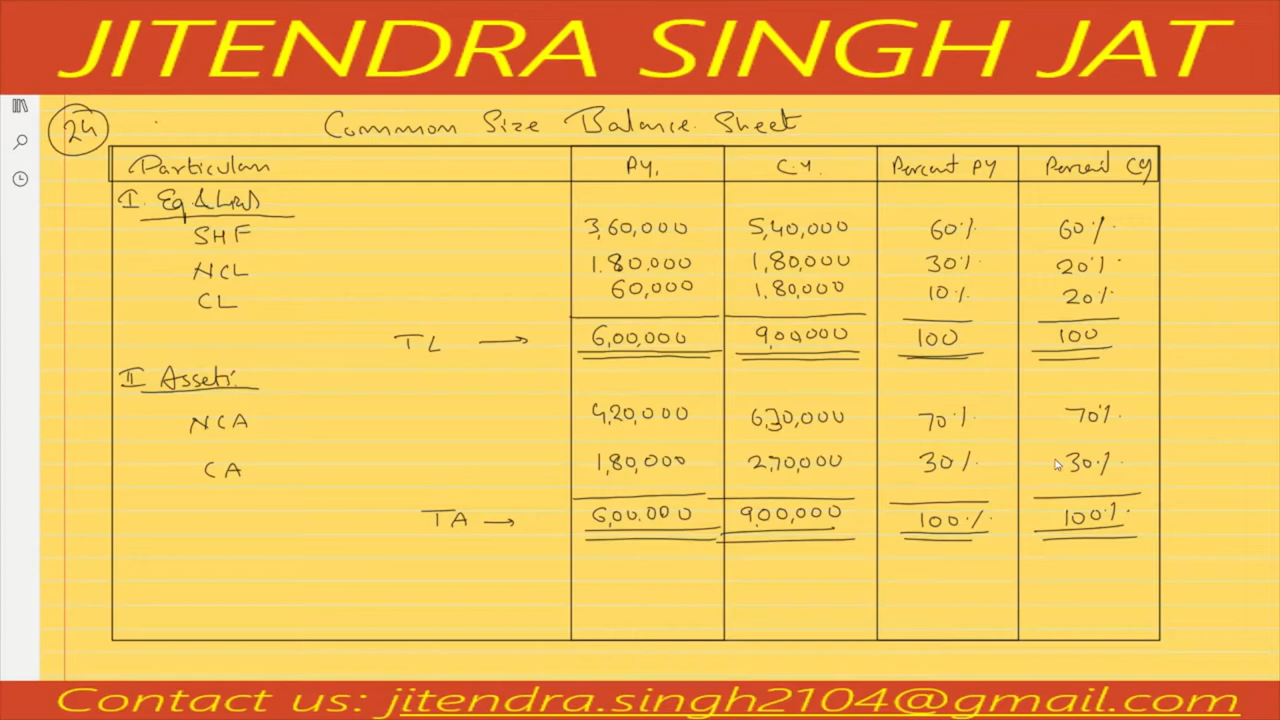 JITENDRA SINGH JAT
24 Common Size Balance Sheet
Particulars PY. C.Y. Percent PY Percent CY
I. Eq & Liab
SHF 3,60,000 5,40,000 60% 60%
NCL 1,80,000 1,80,000 30% 20%
CL 60,000 1,80,000 10% 20%
TL → 6,00,000 9,00,000 100 100
II Assets
NCA 4,20,000 6,30,000 70% 70%
CA 1,80,000 2,70,000 30% 30%
TA → 6,00,000 9,00,000 100% 100%
Contact us: jitendra.singh2104@gmail.com